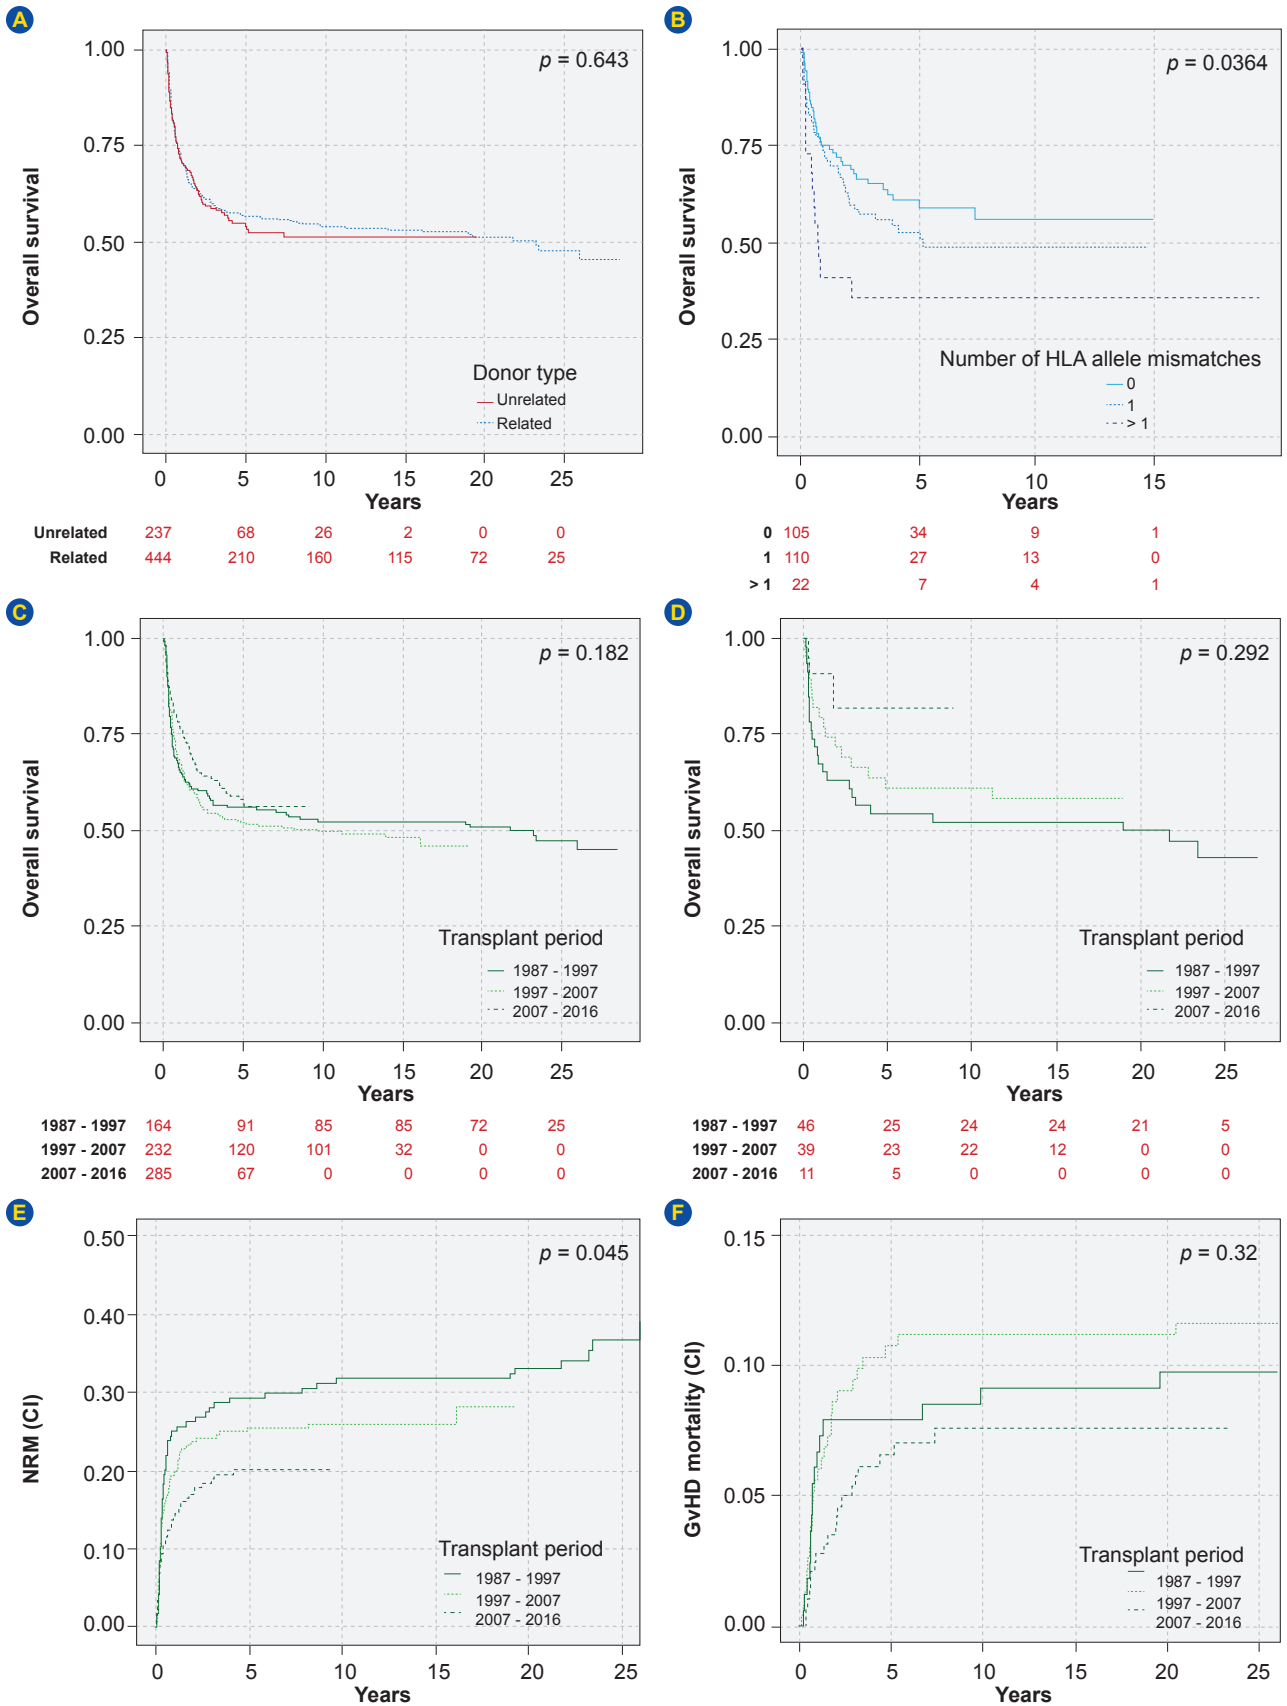 A
1.00
0.75
0.50
0.25
0.00
Overall survival
p = 0.643
Donor type
Unrelated
Related
0 5 10 15 20 25
Years
Unrelated 237 68 26 2 0 0
Related 444 210 160 115 72 25
B
1.00
0.75
0.50
0.25
0.00
Overall survival
p = 0.0364
Number of HLA allele mismatches
0
1
> 1
0 5 10 15
Years
0 105 34 9 1
1 110 27 13 0
> 1 22 7 4 1
C
1.00
0.75
0.50
0.25
0.00
Overall survival
p = 0.182
Transplant period
1987 - 1997
1997 - 2007
2007 - 2016
0 5 10 15 20 25
Years
1987 - 1997 164 91 85 85 72 25
1997 - 2007 232 120 101 32 0 0
2007 - 2016 285 67 0 0 0 0
D
1.00
0.75
0.50
0.25
0.00
Overall survival
p = 0.292
Transplant period
1987 - 1997
1997 - 2007
2007 - 2016
0 5 10 15 20 25
Years
1987 - 1997 46 25 24 24 21 5
1997 - 2007 39 23 22 12 0 0
2007 - 2016 11 5 0 0 0 0
E
0.50
0.40
0.30
0.20
0.10
0.00
NRM (CI)
p = 0.045
Transplant period
1987 - 1997
1997 - 2007
2007 - 2016
0 5 10 15 20 25
Years
F
0.15
0.10
0.05
0.00
GvHD mortality (CI)
p = 0.32
Transplant period
1987 - 1997
1997 - 2007
2007 - 2016
0 5 10 15 20 25
Years